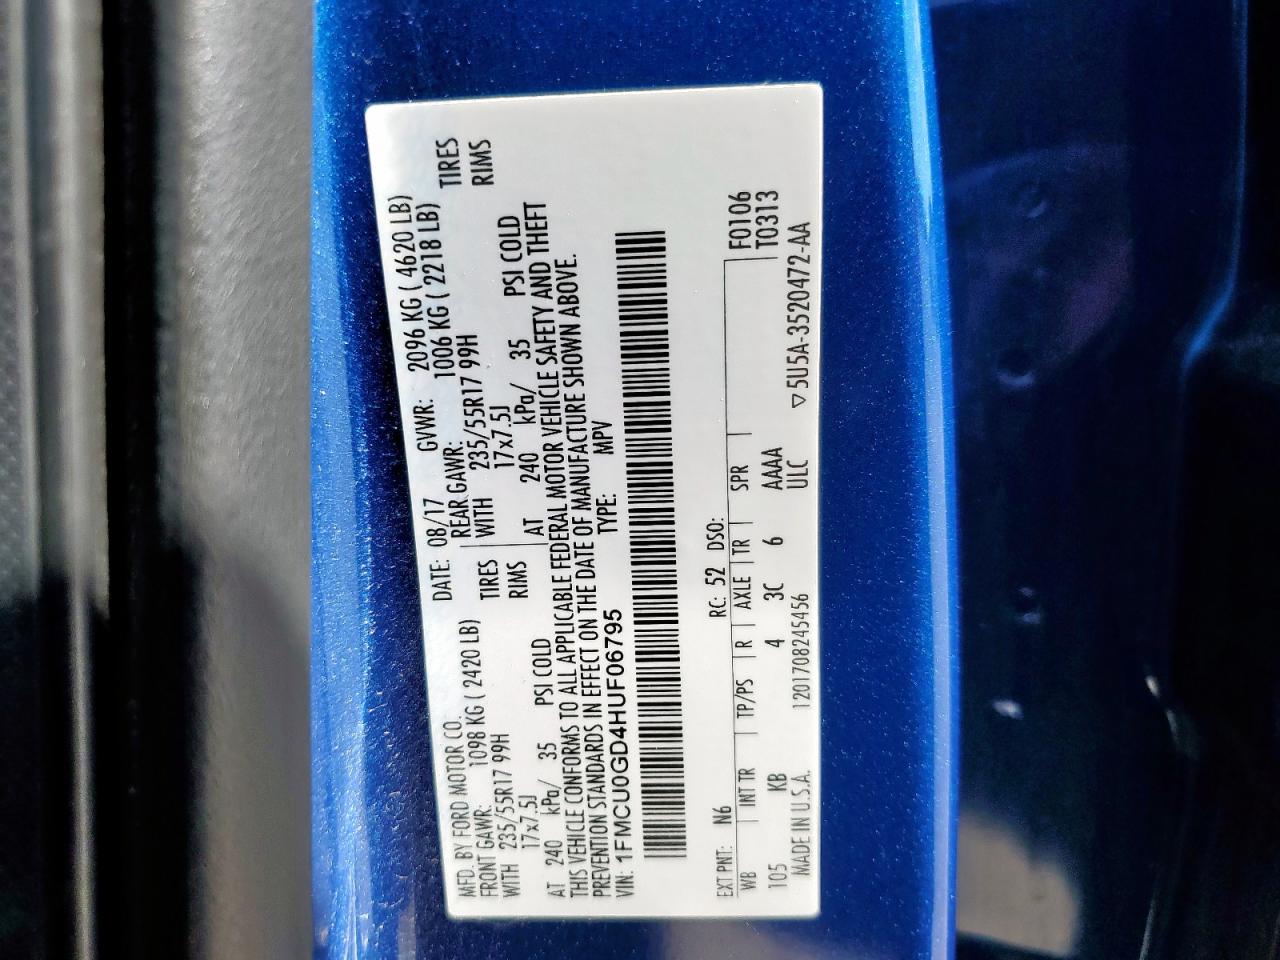 MFD. BY FORD MOTOR CO. DATE: 08/17 GVWR: 2096 KG ( 4620 LB)
FRONT GAWR: 1098 KG ( 2420 LB) REAR GAWR: 1006 KG ( 2218 LB)
WITH 235/55R17 99H TIRES WITH 235/55R17 99H TIRES
17x7.5J RIMS 17x7.5J RIMS
AT 240 kPa/ 35 PSI COLD AT 240 kPa/ 35 PSI COLD
THIS VEHICLE CONFORMS TO ALL APPLICABLE FEDERAL MOTOR VEHICLE SAFETY AND THEFT
PREVENTION STANDARDS IN EFFECT ON THE DATE OF MANUFACTURE SHOWN ABOVE.
VIN: 1FMCU0GD4HUF06795 TYPE: MPV
EXT PNT: N6 RC: 52 DSO: F0106
WB INT TR TP/PS R AXLE TR SPR T0313
105 KB 4 3C 6 AAAA
MADE IN U.S.A. 1201708245456 ULC ▽5U5A-3520472-AA